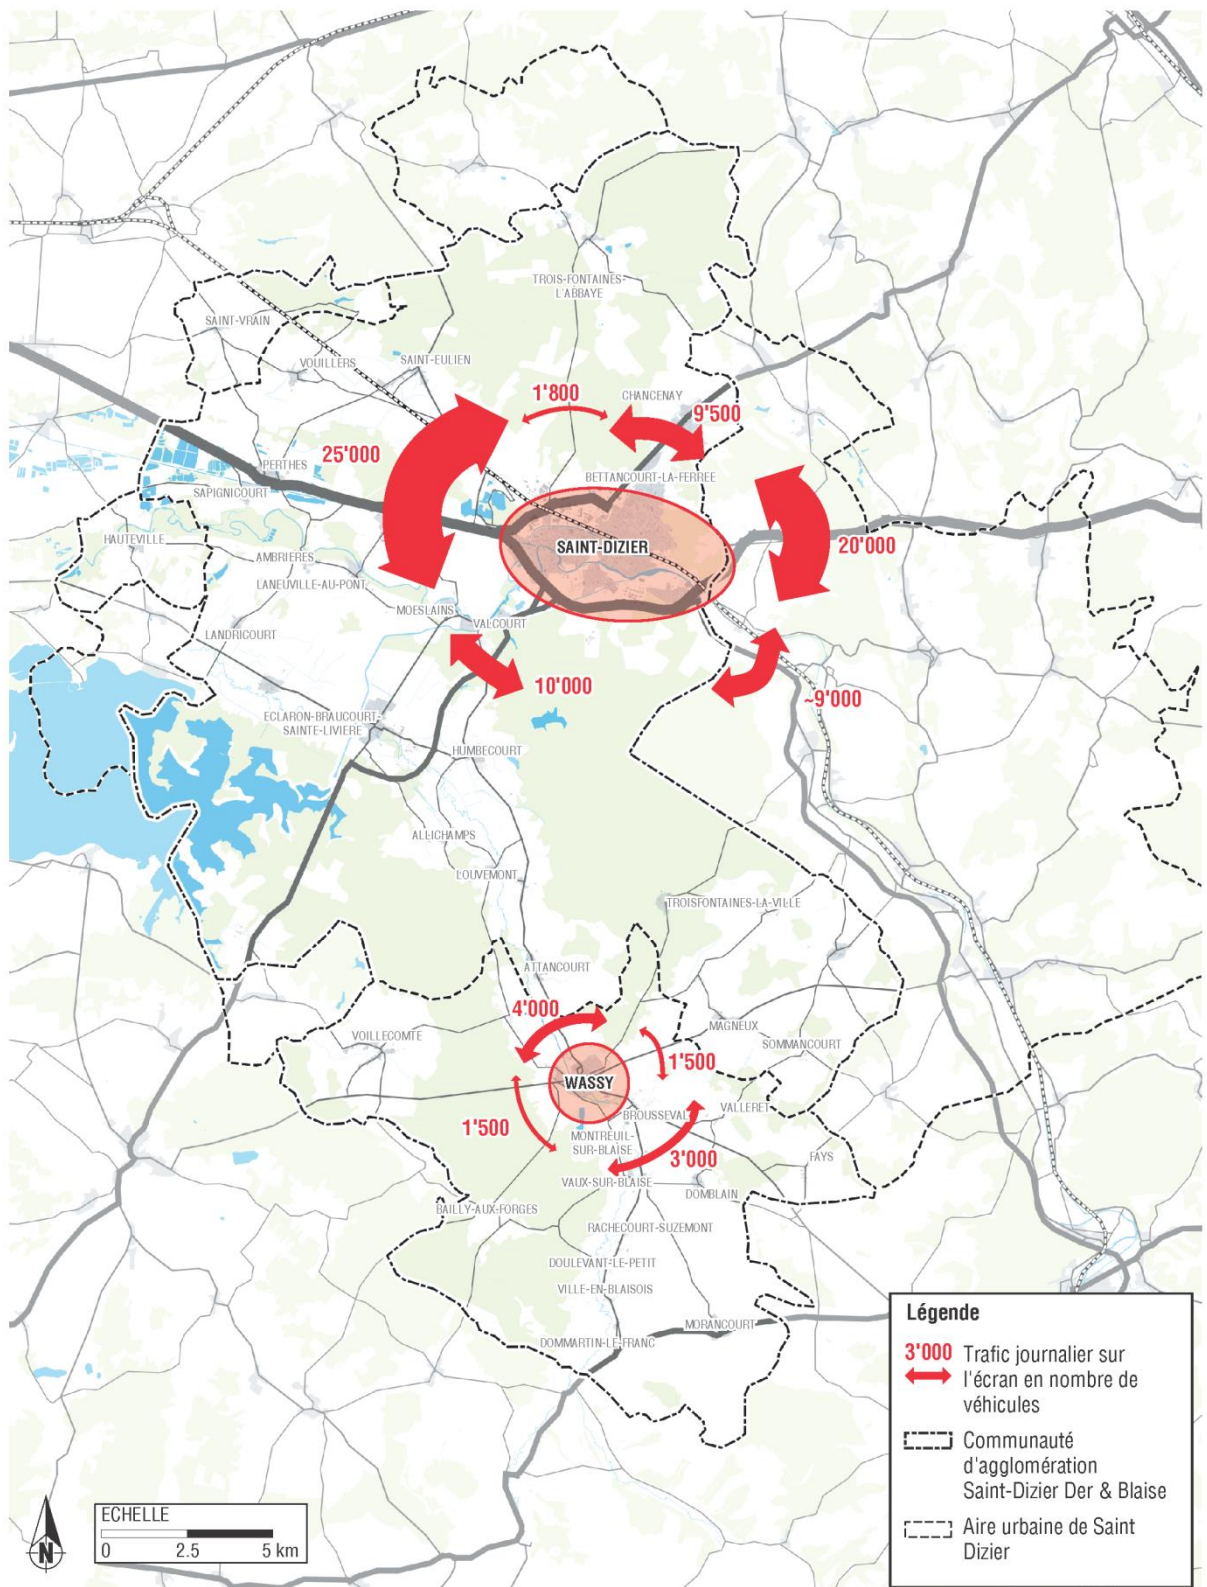 TROIS-FONTAINES-
L'ABBAYE
SAINT-VRAIN
VOUILLERS
SAINT-EULIEN
1'800
CHANCENAY
9'500
25'000
PERTHES
BETTANCOURT-LA-FERREE
SAPIGNICOURT
HAUTEVILLE
SAINT-DIZIER
20'000
AMBRIERES
LANEUVILLE-AU-PONT
MOESLAINS
VALCOURT
LANDRICOURT
10'000
~9'000
ECLARON-BRAUCOURT-
SAINTE-LIVIERE
HUMBECOURT
ALLICHAMPS
LOUVEMONT
TROISFONTAINES-LA-VILLE
ATTANCOURT
4'000
VOILLECOMTE
MAGNEUX
SOMMANCOURT
1'500
WASSY
BROUSSEVAL
VALLERET
1'500
MONTREUIL-
SUR-BLAISE
3'000
FAYS
VAUX-SUR-BLAISE
DOMBLAIN
BAILLY-AUX-FORGES
RACHECOURT-SUZEMONT
DOULEVANT-LE-PETIT
VILLE-EN-BLAISOIS
MORANCOURT
DOMMARTIN-LE-FRANC
Légende
3'000 Trafic journalier sur
l'écran en nombre de
véhicules
Communauté
d'agglomération
Saint-Dizier Der & Blaise
Aire urbaine de Saint
Dizier
N
ECHELLE
0 2.5 5 km